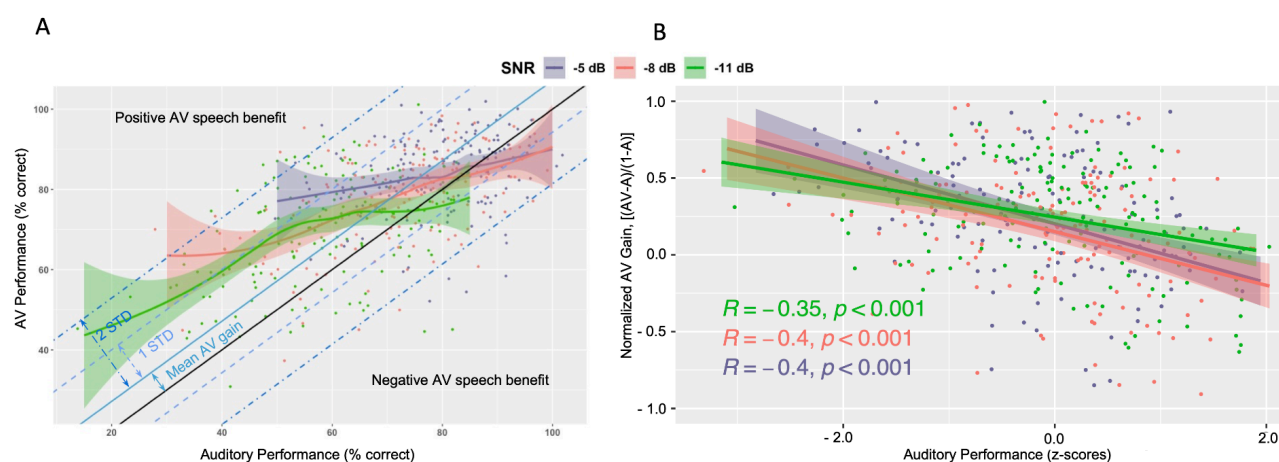 A
B
SNR -5 dB -8 dB -11 dB
Positive AV speech benefit
Negative AV speech benefit
2 STD
1 STD
Mean AV gain
AV Performance (% correct)
100
80
60
40
20 40 60 80 100
Auditory Performance (% correct)
Normalized AV Gain, [(AV-A)/(1-A)]
1.0
0.5
0.0
- 0.5
- 1.0
R = −0.35, p < 0.001
R = −0.4, p < 0.001
R = −0.4, p < 0.001
- 2.0 0.0 2.0
Auditory Performance (z-scores)